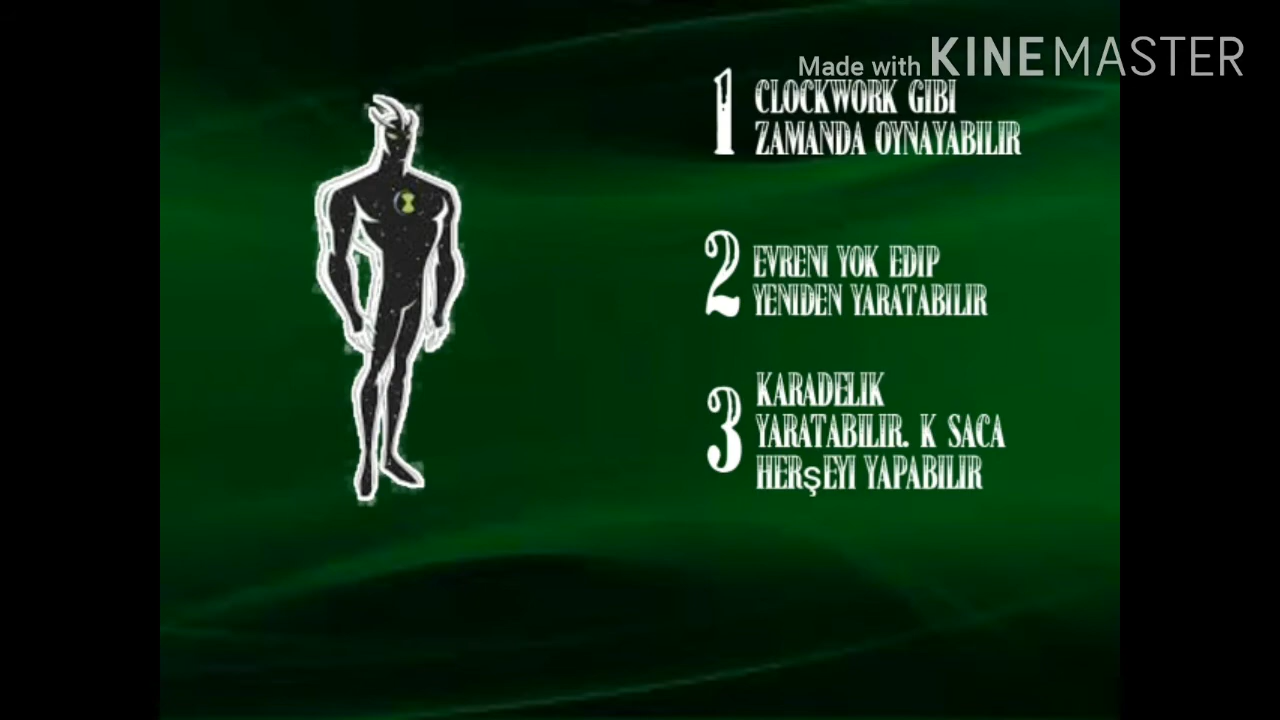 Made with KINEMASTER
1 CLOCKWORK GIBI
ZAMANDA OYNAYABILIR
2 EVRENI YOK EDIP
YENIDEN YARATABILIR
3 KARADELIK
YARATABILIR. K SACA
HERŞEYI YAPABILIR